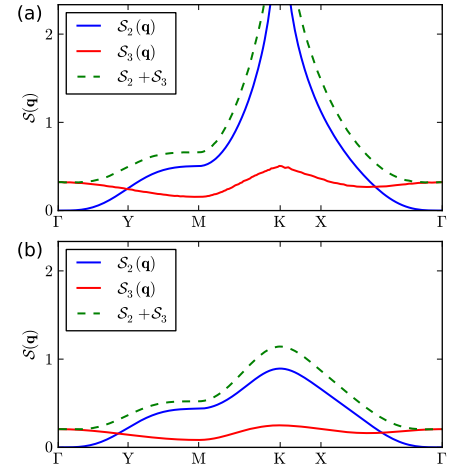 (a)
S₂(q)
S₃(q)
S₂ + S₃
S(q)
2
1
0
Γ Y M K X Γ
(b)
S₂(q)
S₃(q)
S₂ + S₃
S(q)
2
1
0
Γ Y M K X Γ